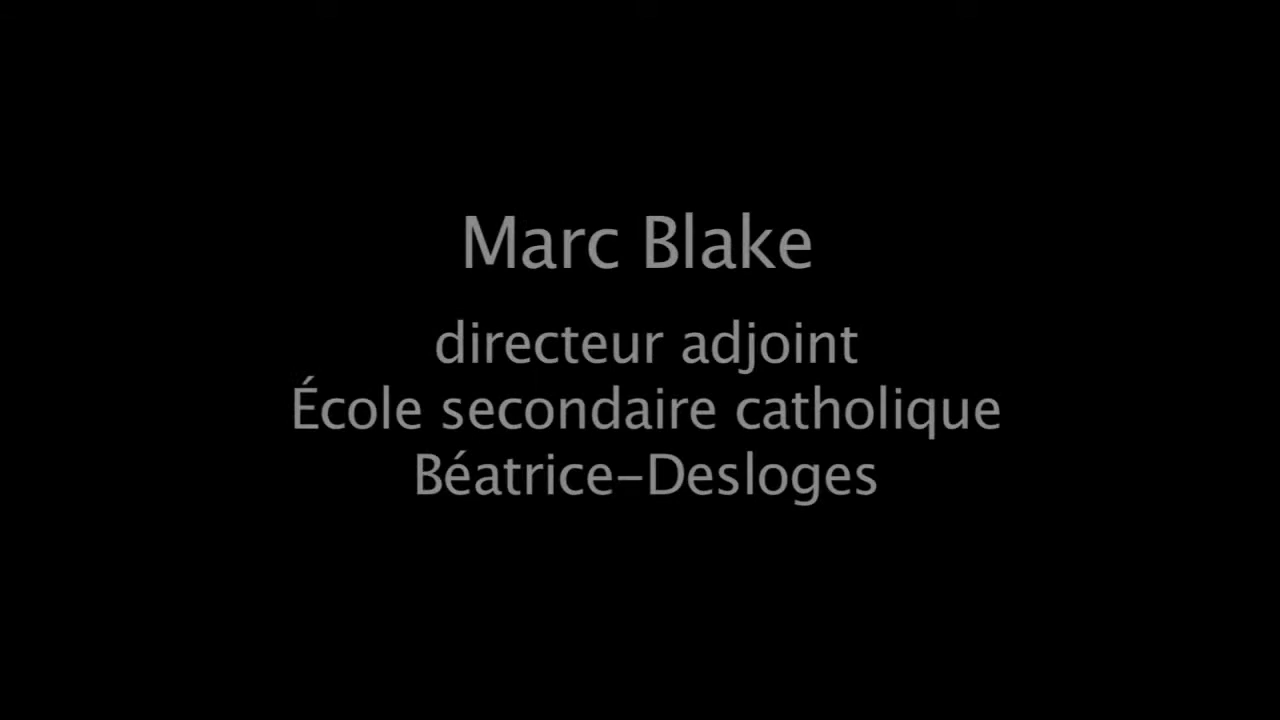 Marc Blake
directeur adjoint
École secondaire catholique
Béatrice-Desloges